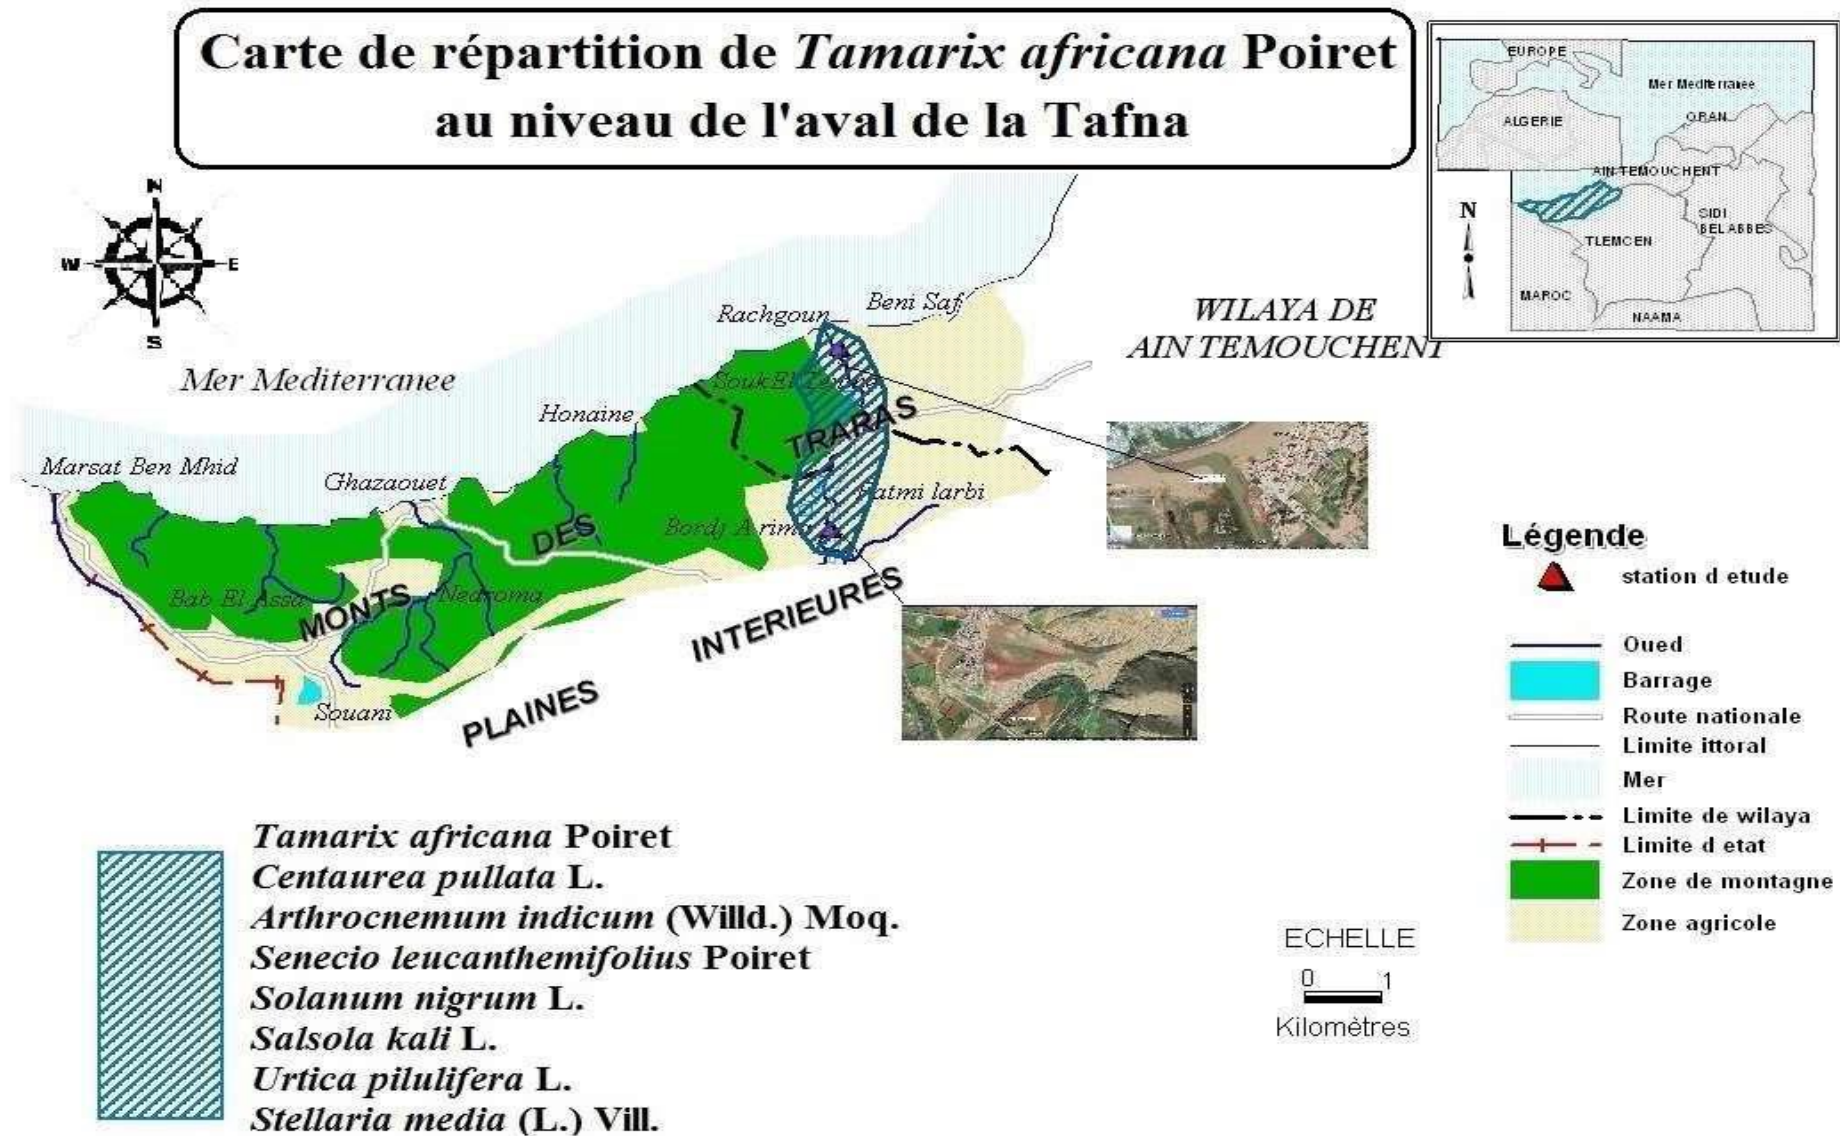 Carte de répartition de Tamarix africana Poiret
au niveau de l'aval de la Tafna
EUROPE
Mer Mediterranee
ALGERIE
ORAN
AIN TEMOUCHENT
SIDI
BEL ABBES
TLEMCEN
MAROC
NAAMA
N
N
W
E
S
Mer Mediterranee
Rachgoun
Beni Saf
WILAYA DE
AIN TEMOUCHENT
Souk El
Honaine
TRARAS
Marsat Ben Mhid
Ghazaouet
Fatmi larbi
Bordj Arima
DES
Bab El Assa
MONTS
Nedroma
INTERIEURES
PLAINES
Souani
Légende
station d etude
Oued
Barrage
Route nationale
Limite ittoral
Mer
Limite de wilaya
Limite d etat
Zone de montagne
Zone agricole
Tamarix africana Poiret
Centaurea pullata L.
Arthrocnemum indicum (Willd.) Moq.
Senecio leucanthemifolius Poiret
Solanum nigrum L.
Salsola kali L.
Urtica pilulifera L.
Stellaria media (L.) Vill.
ECHELLE
0 1
Kilomètres